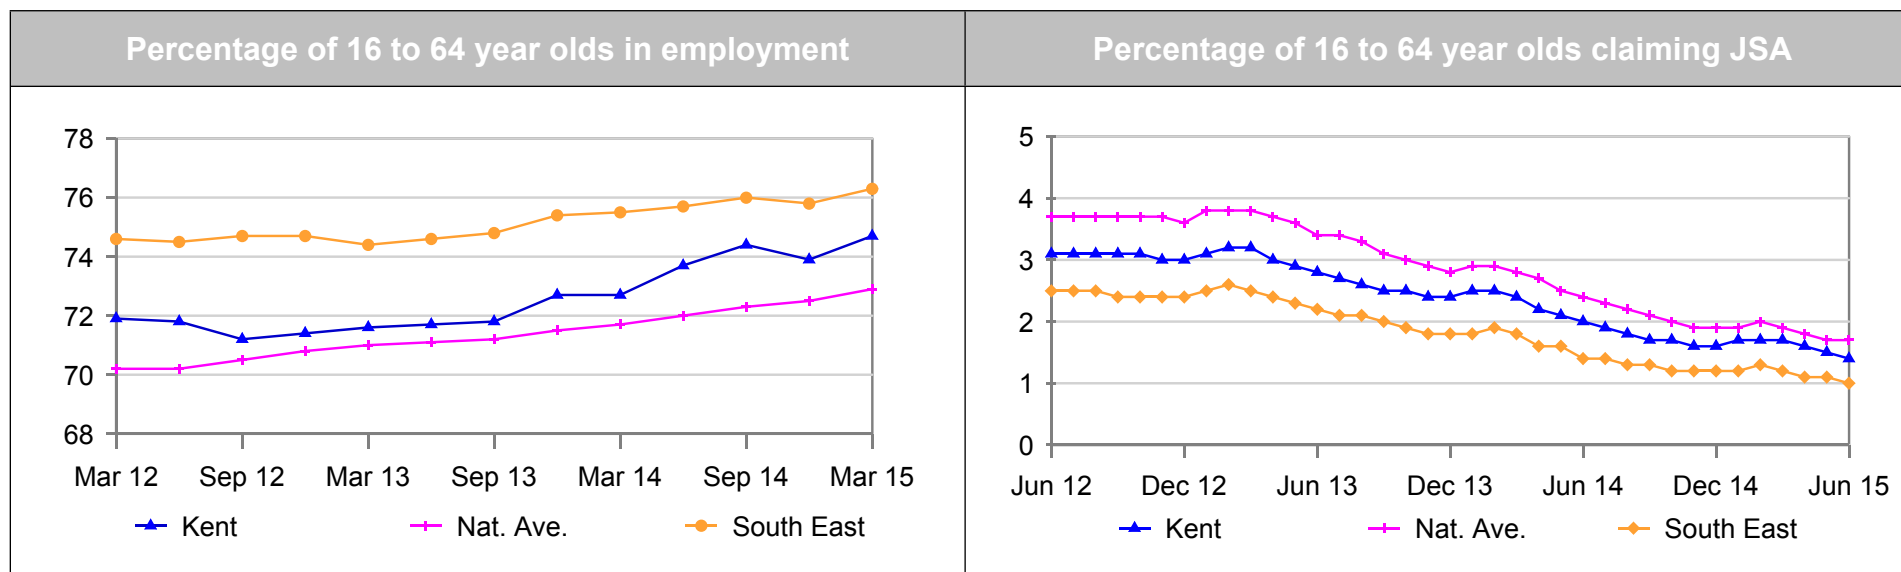 Percentage of 16 to 64 year olds in employment
Percentage of 16 to 64 year olds claiming JSA
78
76
74
72
70
68
Mar 12 Sep 12 Mar 13 Sep 13 Mar 14 Sep 14 Mar 15
Kent Nat. Ave. South East
5
4
3
2
1
0
Jun 12 Dec 12 Jun 13 Dec 13 Jun 14 Dec 14 Jun 15
Kent Nat. Ave. South East